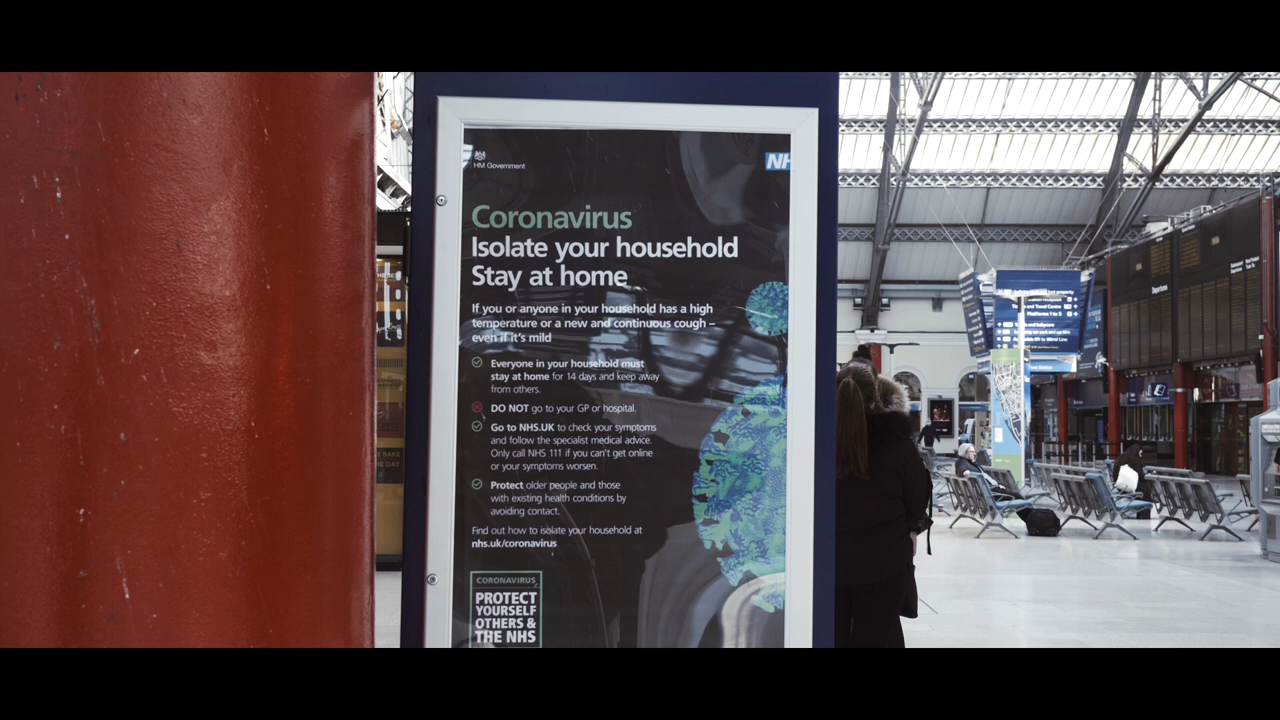 HM Government
NH
Coronavirus
Isolate your household
Stay at home
If you or anyone in your household has a high
temperature or a new and continuous cough –
even if it's mild
Everyone in your household must
stay at home for 14 days and keep away
from others.
DO NOT go to your GP or hospital.
Go to NHS.UK to check your symptoms
and follow the specialist medical advice.
Only call NHS 111 if you can't get online
or your symptoms worsen.
Protect older people and those
with existing health conditions by
avoiding contact.
Find out how to isolate your household at
nhs.uk/coronavirus
CORONAVIRUS
PROTECT
YOURSELF
OTHERS &
THE NHS
Platforms 1 to 5
Departures